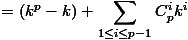 = (k^p − k) + ∑_{1≤i≤p−1} C_p^i k^i